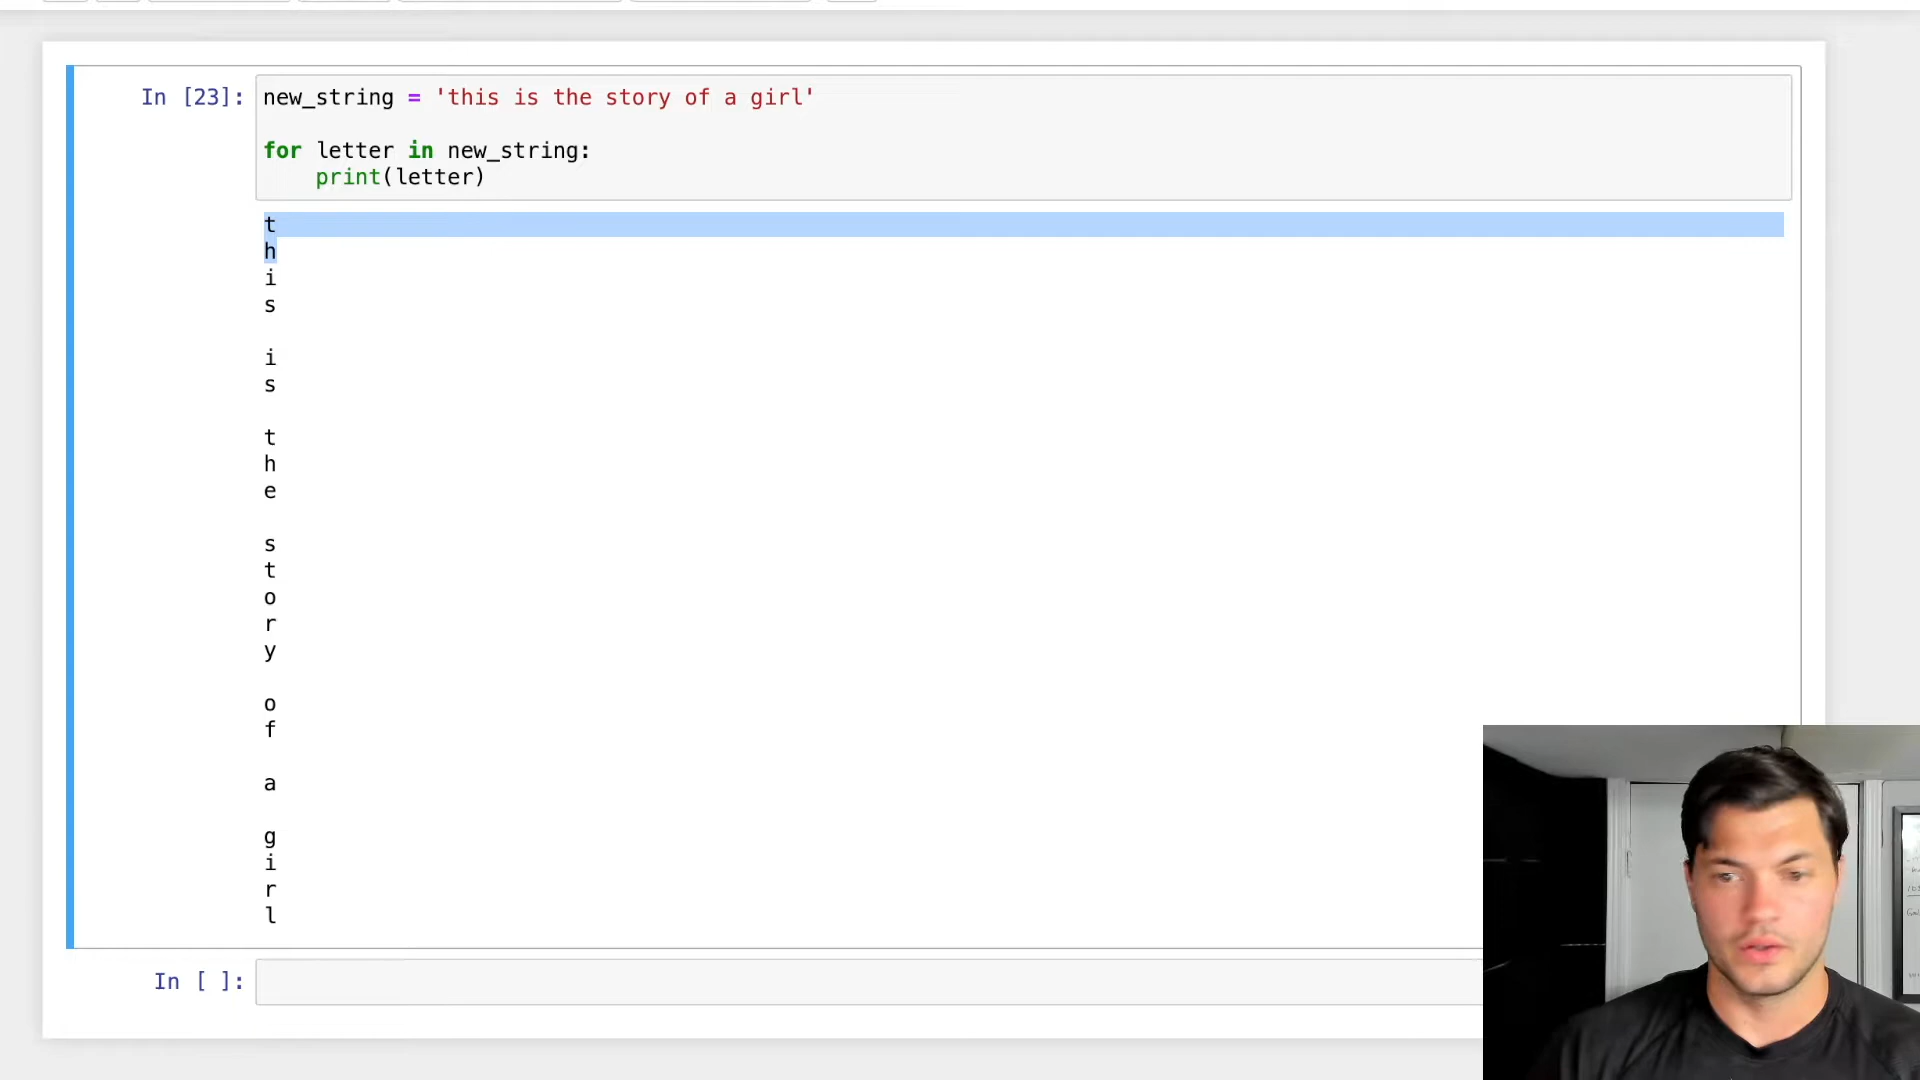 In [23]: new_string = 'this is the story of a girl'
for letter in new_string:
    print(letter)
t
h
i
s
i
s
t
h
e
s
t
o
r
y
o
f
a
g
i
r
l
In [ ]: